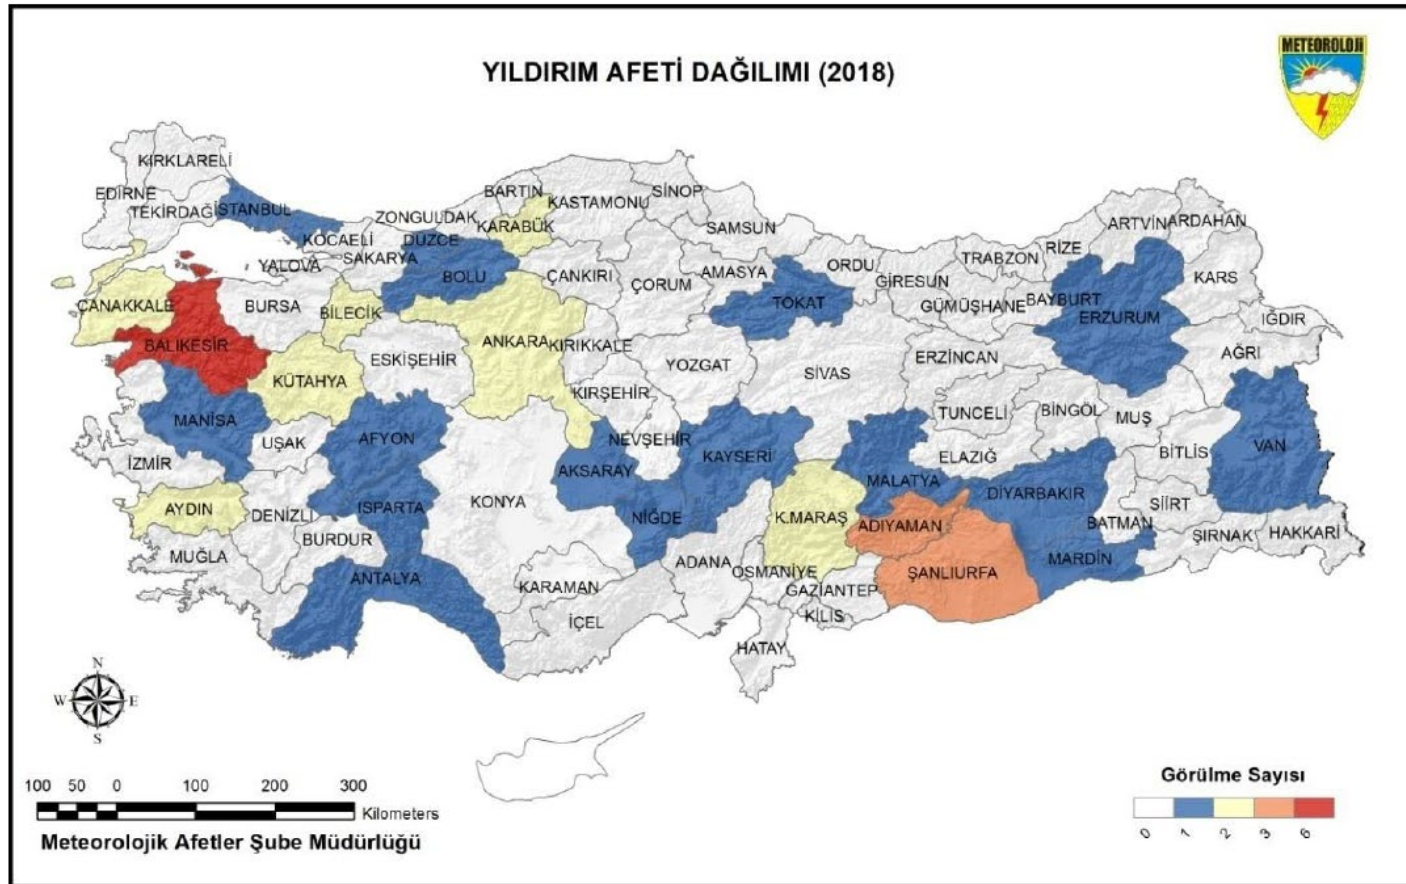 METEOROLOJİ
YILDIRIM AFETİ DAĞILIMI (2018)
KIRKLARELİ
EDİRNE
TEKİRDAĞ
İSTANBUL
KOCAELİ
YALOVA
SAKARYA
DÜZCE
ZONGULDAK
BARTIN
KARABÜK
KASTAMONU
SİNOP
SAMSUN
BOLU
ÇANKIRI
ÇORUM
AMASYA
TOKAT
ORDU
GİRESUN
TRABZON
RİZE
ARTVİN
ARDAHAN
GÜMÜŞHANE
BAYBURT
ERZURUM
KARS
IĞDIR
AĞRI
ÇANAKKALE
BALIKESİR
BURSA
BİLECİK
KÜTAHYA
ESKİŞEHİR
ANKARA
KIRIKKALE
KIRŞEHİR
YOZGAT
SİVAS
ERZİNCAN
TUNCELİ
BİNGÖL
MUŞ
BİTLİS
VAN
MANİSA
UŞAK
AFYON
İZMİR
AYDIN
DENİZLİ
MUĞLA
BURDUR
ISPARTA
ANTALYA
KONYA
AKSARAY
NEVŞEHİR
NİĞDE
KAYSERİ
MALATYA
ELAZIĞ
DİYARBAKIR
BATMAN
SİİRT
ŞIRNAK
HAKKARİ
MARDİN
ADIYAMAN
K.MARAŞ
ŞANLIURFA
ADANA
OSMANİYE
GAZİANTEP
KİLİS
HATAY
KARAMAN
İÇEL
N
W E
S
100 50 0 100 200 300
Kilometers
Meteorolojik Afetler Şube Müdürlüğü
Görülme Sayısı
0 1 2 3 6